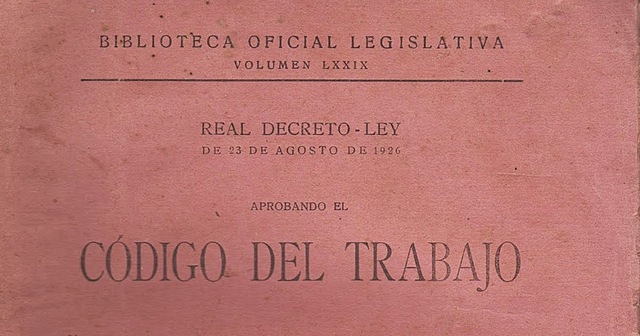 BIBLIOTECA OFICIAL LEGISLATIVA
VOLUMEN LXXIX
REAL DECRETO-LEY
DE 23 DE AGOSTO DE 1926
APROBANDO EL
CÓDIGO DEL TRABAJO